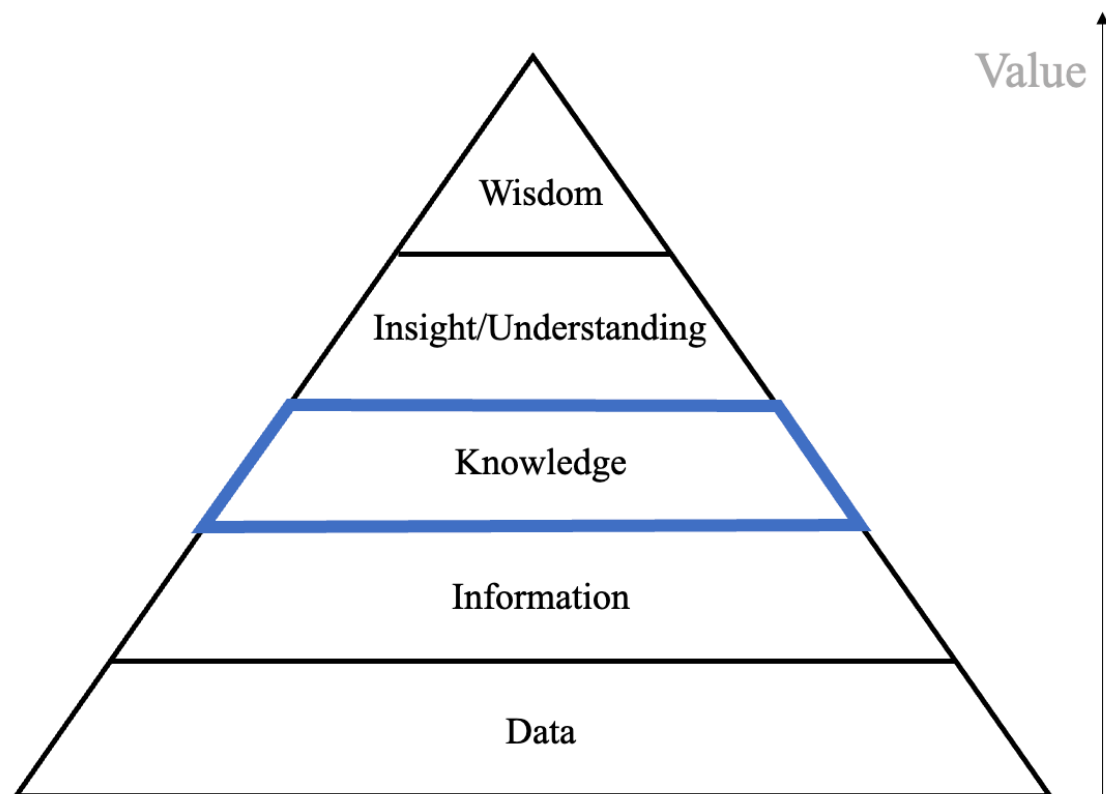 Value
Wisdom
Insight/Understanding
Knowledge
Information
Data